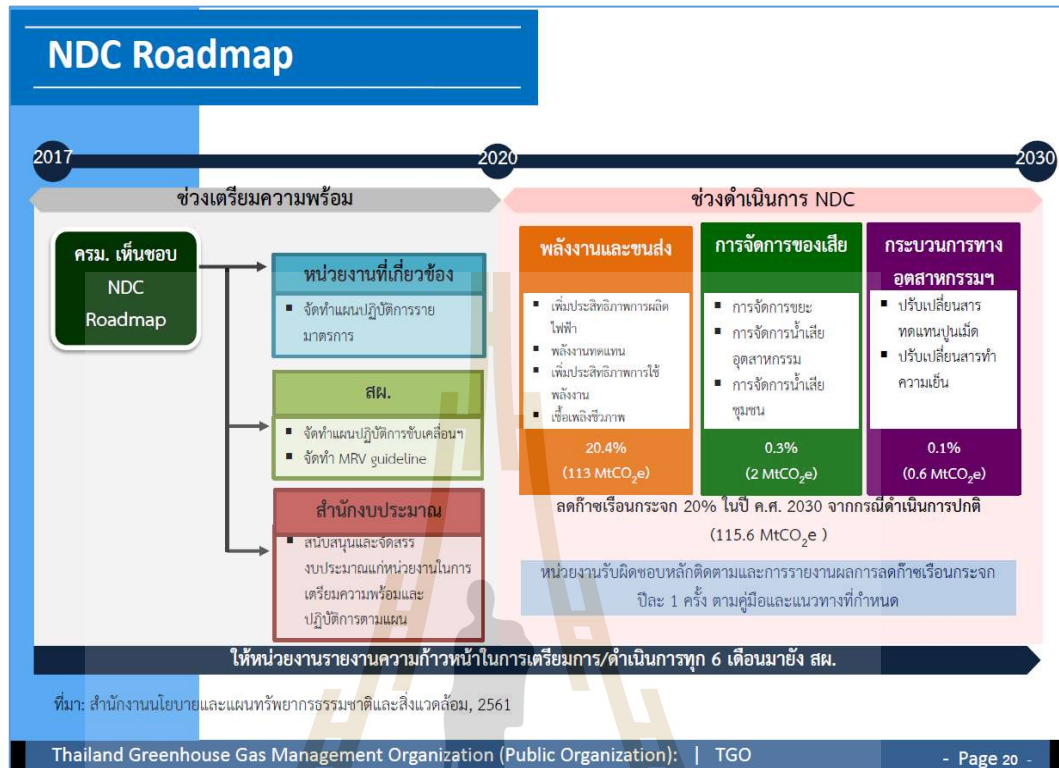 NDC Roadmap
2017
2020
2030
ช่วงเตรียมความพร้อม
ช่วงดำเนินการ NDC
ครม. เห็นชอบ
NDC
Roadmap
หน่วยงานที่เกี่ยวข้อง
▪ จัดทำแผนปฏิบัติการราย
มาตรการ
สผ.
▪ จัดทำแผนปฏิบัติการขับเคลื่อนฯ
▪ จัดทำ MRV guideline
สำนักงบประมาณ
▪ สนับสนุนและจัดสรร
งบประมาณแก่หน่วยงานในการ
เตรียมความพร้อมและ
ปฏิบัติการตามแผน
พลังงานและขนส่ง
▪ เพิ่มประสิทธิภาพการผลิต
ไฟฟ้า
▪ พลังงานทดแทน
▪ เพิ่มประสิทธิภาพการใช้
พลังงาน
▪ เชื้อเพลิงชีวภาพ
20.4%
(113 MtCO₂e)
การจัดการของเสีย
▪ การจัดการขยะ
▪ การจัดการน้ำเสีย
อุตสาหกรรม
▪ การจัดการน้ำเสีย
ชุมชน
0.3%
(2 MtCO₂e)
กระบวนการทาง
อุตสาหกรรมฯ
▪ ปรับเปลี่ยนสาร
ทดแทนปูนเม็ด
▪ ปรับเปลี่ยนสารทำ
ความเย็น
0.1%
(0.6 MtCO₂e)
ลดก๊าซเรือนกระจก 20% ในปี ค.ศ. 2030 จากกรณีดำเนินการปกติ
(115.6 MtCO₂e )
หน่วยงานรับผิดชอบหลักติดตามและการรายงานผลการลดก๊าซเรือนกระจก
ปีละ 1 ครั้ง ตามคู่มือและแนวทางที่กำหนด
ให้หน่วยงานรายงานความก้าวหน้าในการเตรียมการ/ดำเนินการทุก 6 เดือนมายัง สผ.
ที่มา: สำนักงานนโยบายและแผนทรัพยากรธรรมชาติและสิ่งแวดล้อม, 2561
Thailand Greenhouse Gas Management Organization (Public Organization): | TGO
- Page 20 -